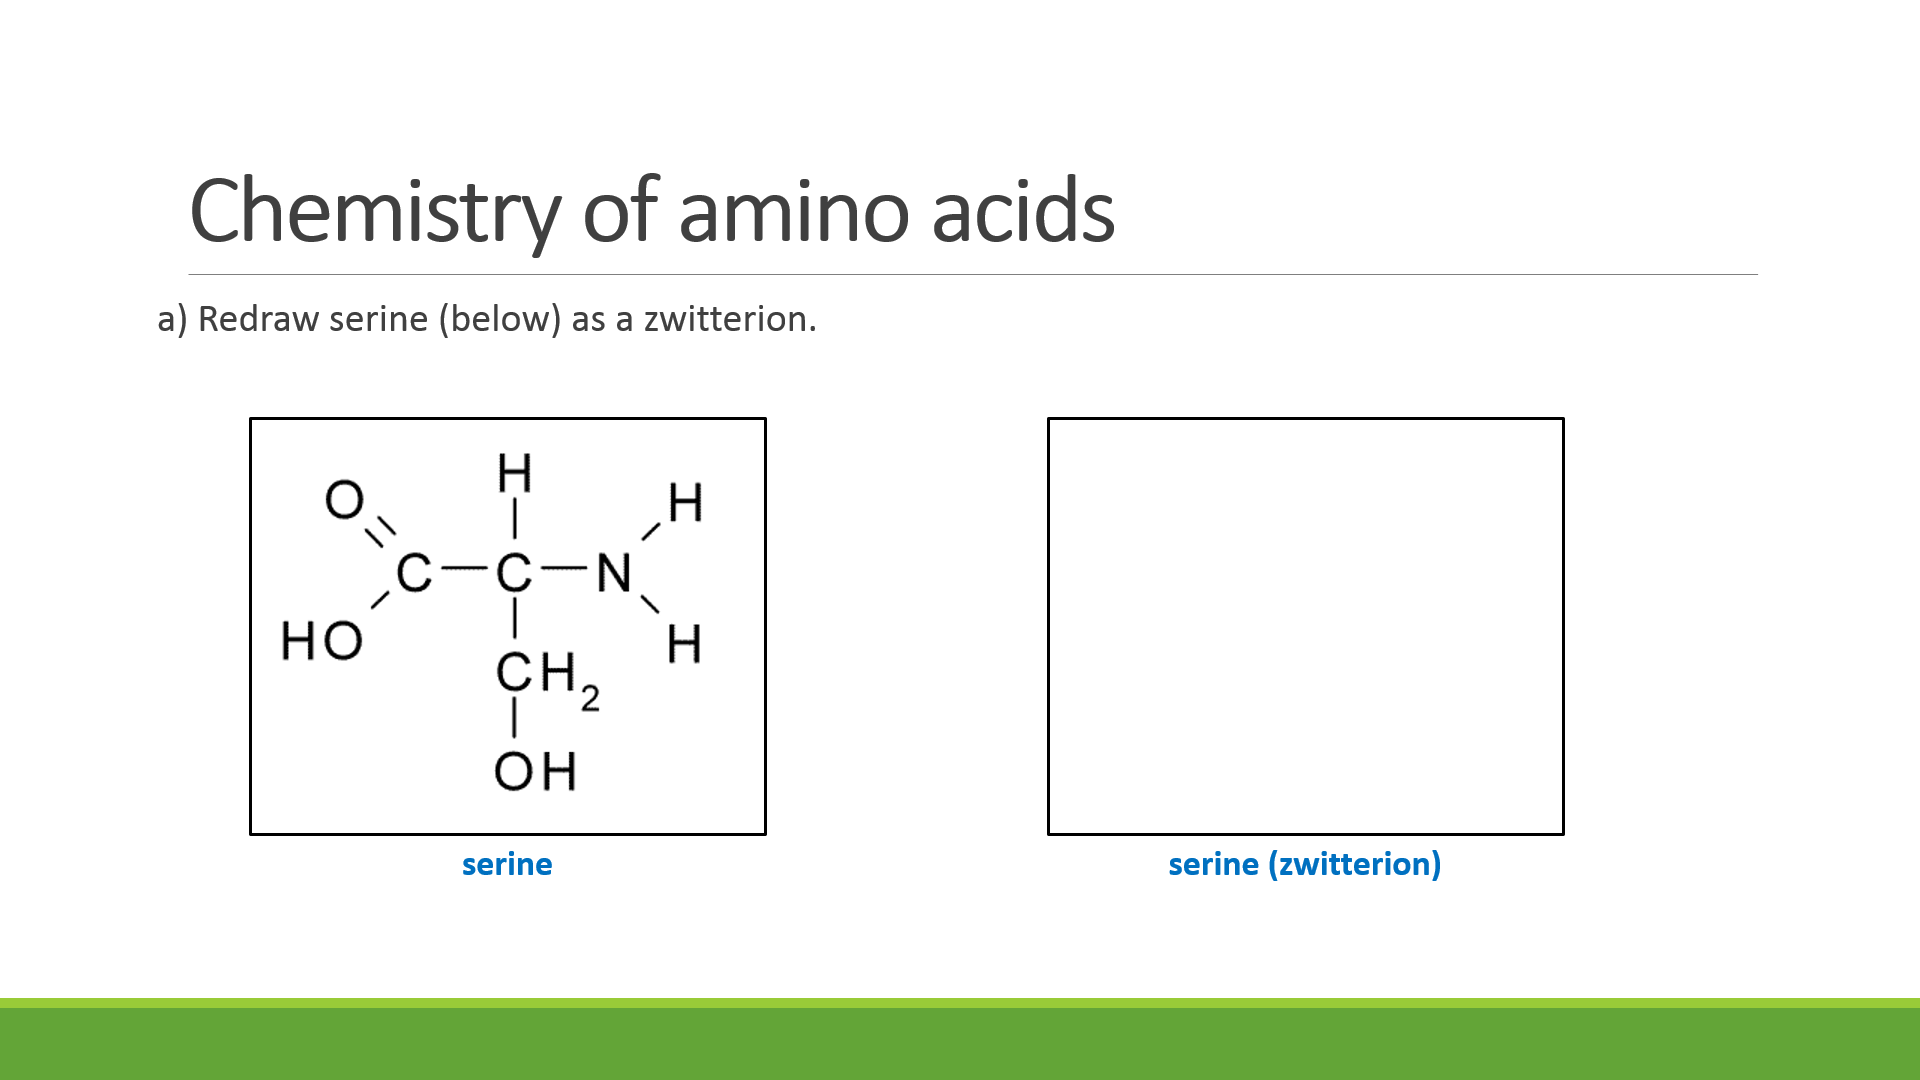 Chemistry of amino acids
a) Redraw serine (below) as a zwitterion.
H
O H
C C N
HO H
CH2
OH
serine serine (zwitterion)